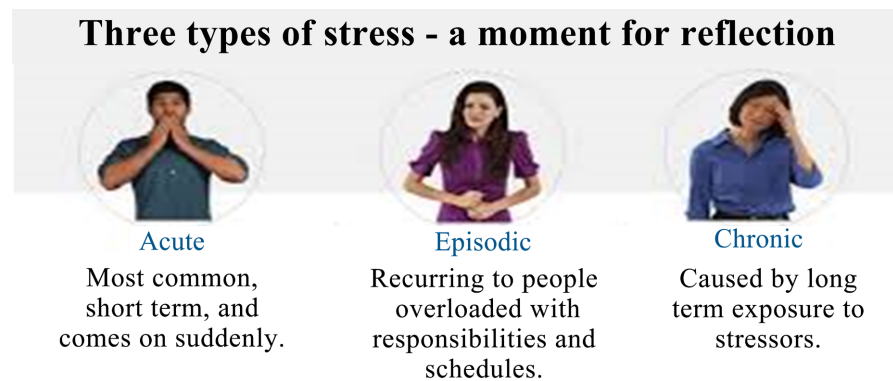 Three types of stress - a moment for reflection
Acute
Most common,
short term, and
comes on suddenly.
Episodic
Recurring to people
overloaded with
responsibilities and
schedules.
Chronic
Caused by long
term exposure to
stressors.